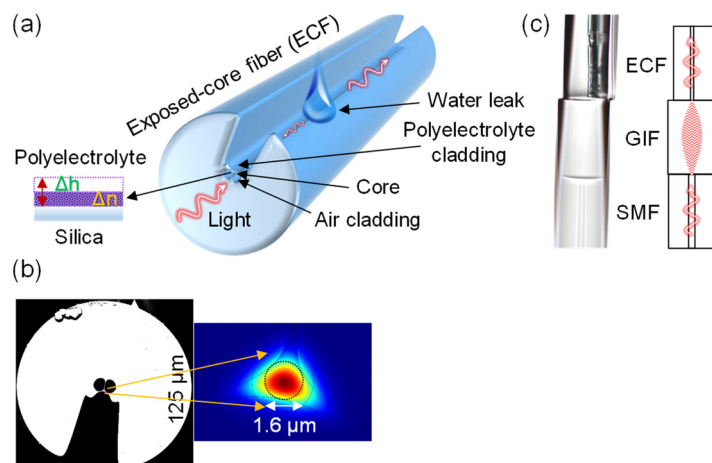 (a)
Exposed-core fiber (ECF)
Water leak
Polyelectrolyte
cladding
Core
Air cladding
Light
Polyelectrolyte
Δh
Δn
Silica
(b)
125 μm
1.6 μm
(c)
ECF
GIF
SMF